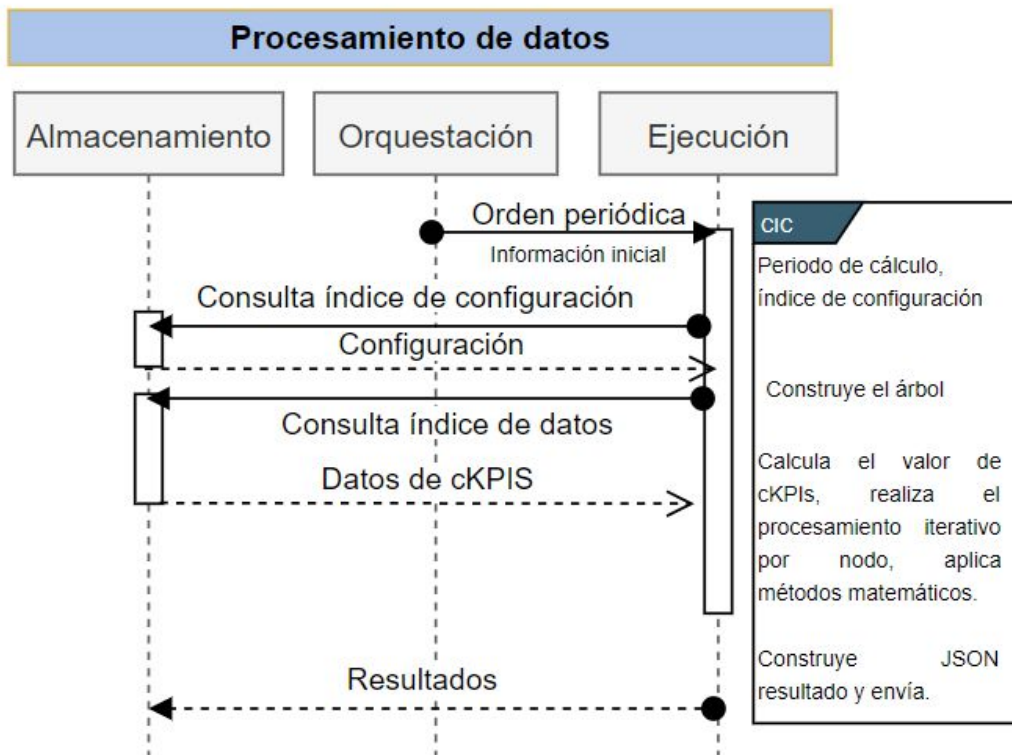 Procesamiento de datos
Almacenamiento
Orquestación
Ejecución
Orden periódica
Información inicial
Consulta índice de configuración
Configuración
Consulta índice de datos
Datos de cKPIS
Resultados
CIC
Periodo de cálculo,
índice de configuración
Construye el árbol
Calcula el valor de
cKPIs, realiza el
procesamiento iterativo
por nodo, aplica
métodos matemáticos.
Construye JSON
resultado y envía.